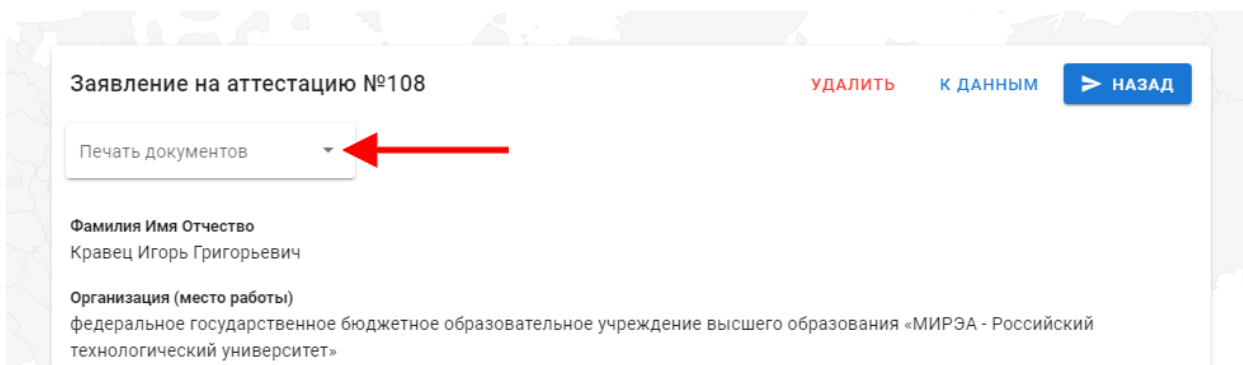 Заявление на аттестацию №108
УДАЛИТЬ
К ДАННЫМ
НАЗАД
Печать документов
Фамилия Имя Отчество
Кравец Игорь Григорьевич
Организация (место работы)
федеральное государственное бюджетное образовательное учреждение высшего образования «МИРЭА - Российский
технологический университет»